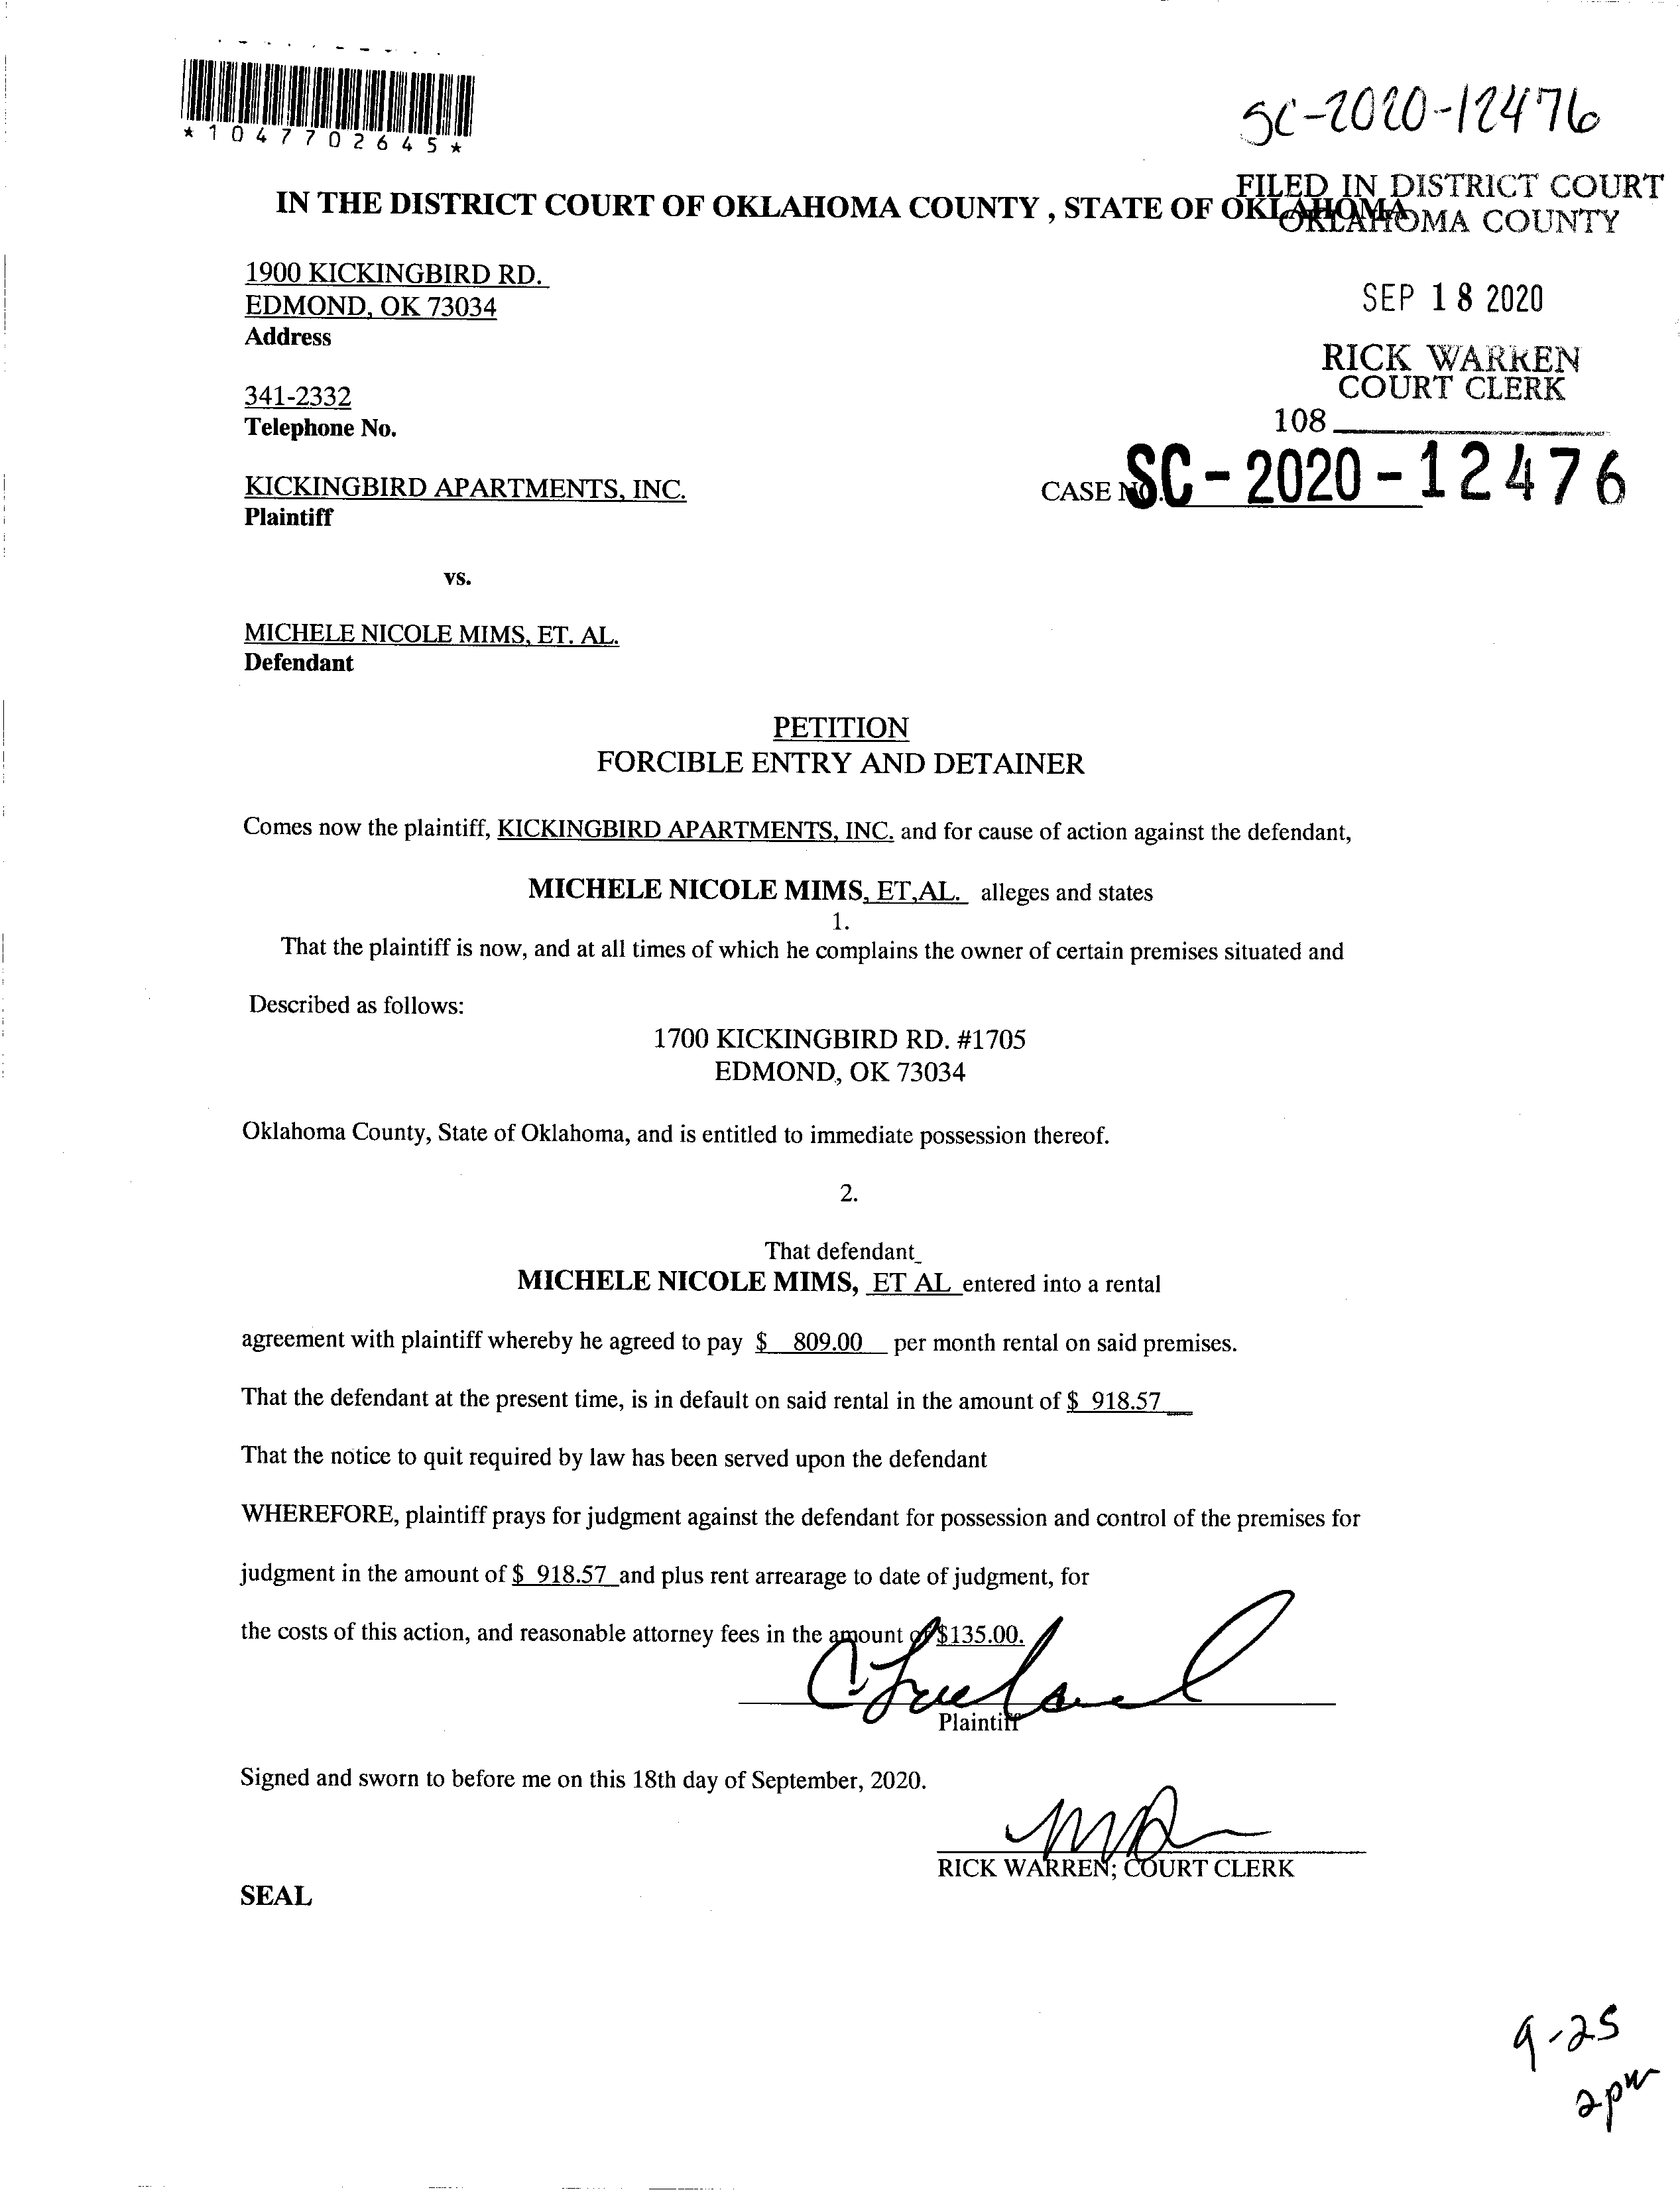 *1047702645*
SC-2020-12476
IN THE DISTRICT COURT OF OKLAHOMA COUNTY , STATE OF OKLAHOMA
FILED IN DISTRICT COURT
OKLAHOMA COUNTY
1900 KICKINGBIRD RD.
EDMOND, OK 73034
Address
SEP 18 2020
RICK WARREN
COURT CLERK
341-2332
Telephone No.
108
KICKINGBIRD APARTMENTS, INC.
Plaintiff
CASE NO. SC-2020-12476
vs.
MICHELE NICOLE MIMS, ET. AL.
Defendant
PETITION
FORCIBLE ENTRY AND DETAINER
Comes now the plaintiff, KICKINGBIRD APARTMENTS, INC. and for cause of action against the defendant,
MICHELE NICOLE MIMS, ET,AL. alleges and states
1.
That the plaintiff is now, and at all times of which he complains the owner of certain premises situated and
Described as follows:
1700 KICKINGBIRD RD. #1705
EDMOND, OK 73034
Oklahoma County, State of Oklahoma, and is entitled to immediate possession thereof.
2.
That defendant
MICHELE NICOLE MIMS, ET AL entered into a rental
agreement with plaintiff whereby he agreed to pay $ 809.00 per month rental on said premises.
That the defendant at the present time, is in default on said rental in the amount of $ 918.57
That the notice to quit required by law has been served upon the defendant
WHEREFORE, plaintiff prays for judgment against the defendant for possession and control of the premises for
judgment in the amount of $ 918.57 and plus rent arrearage to date of judgment, for
the costs of this action, and reasonable attorney fees in the amount of $135.00.
Plaintiff
Signed and sworn to before me on this 18th day of September, 2020.
RICK WARREN; COURT CLERK
SEAL
9-25
2pm